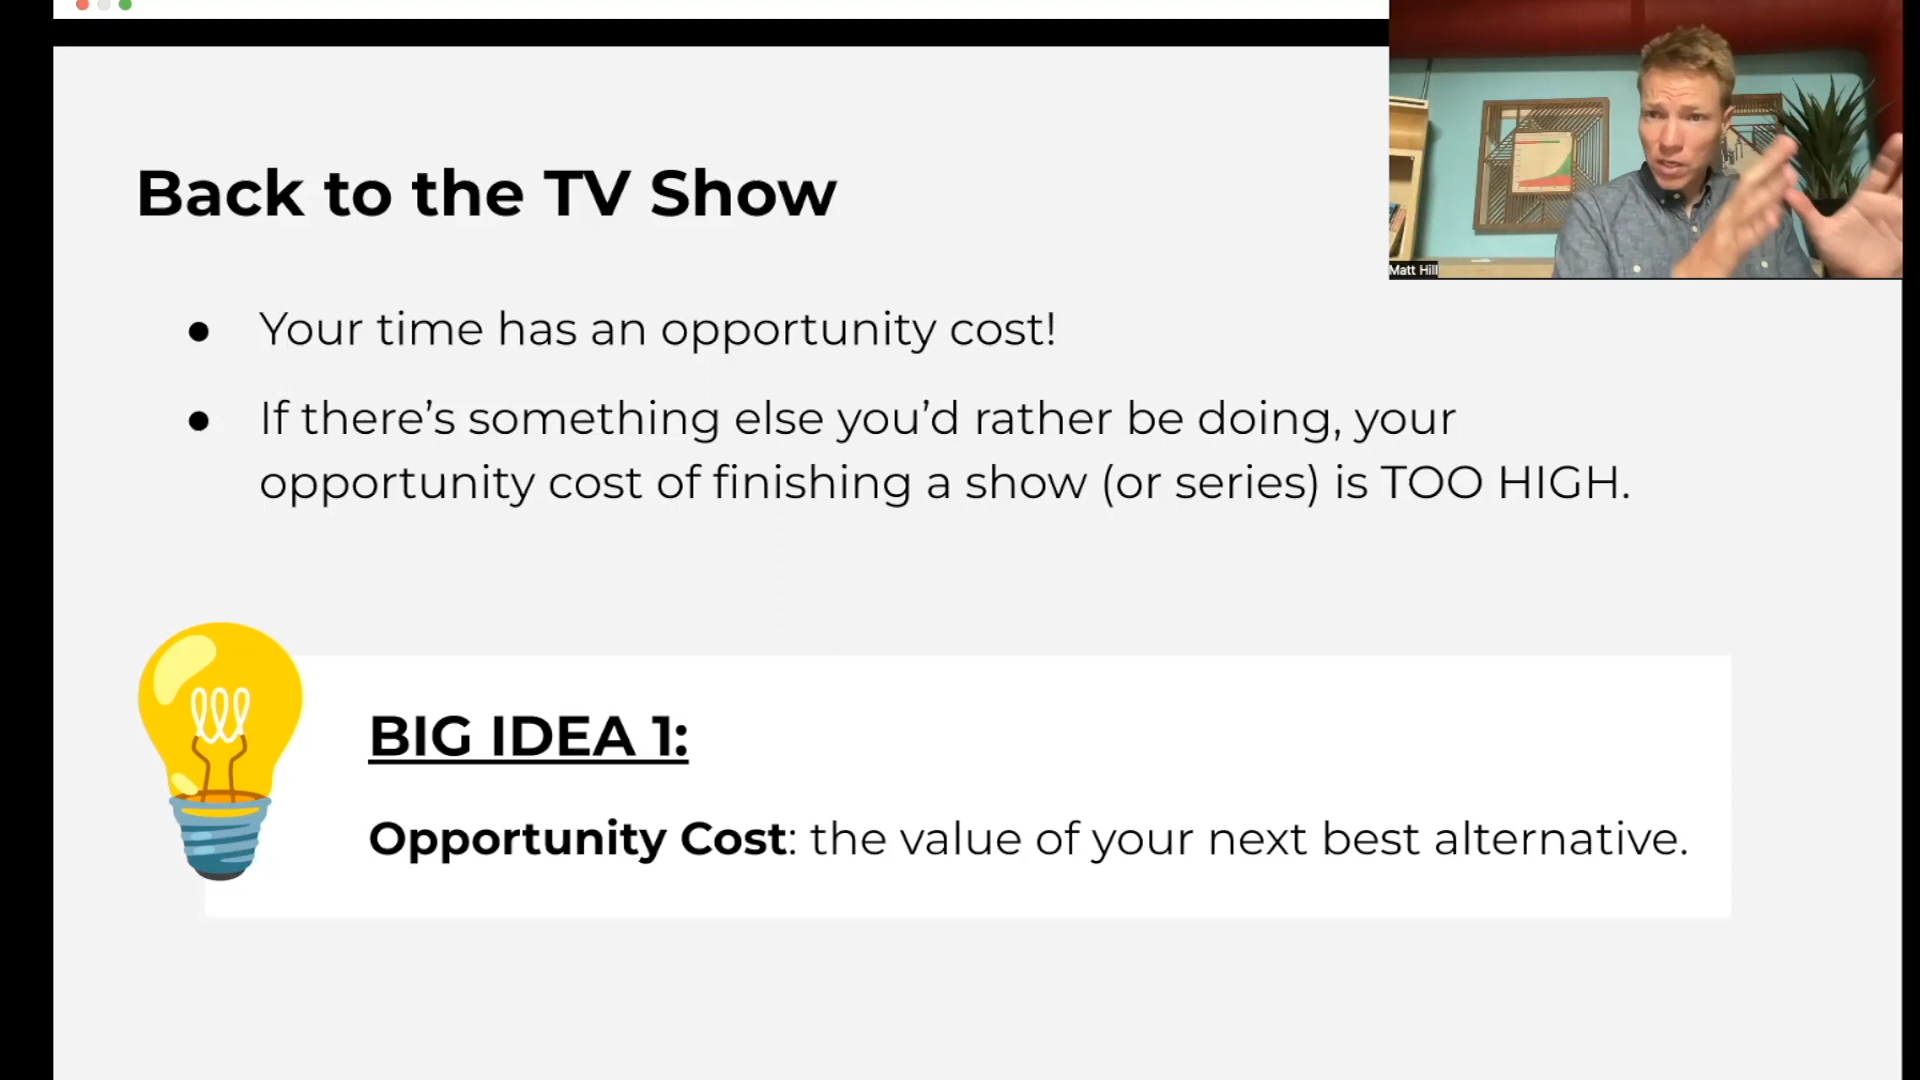 Back to the TV Show
● Your time has an opportunity cost!
● If there’s something else you’d rather be doing, your
opportunity cost of finishing a show (or series) is TOO HIGH.
BIG IDEA 1:
Opportunity Cost: the value of your next best alternative.
Matt Hill